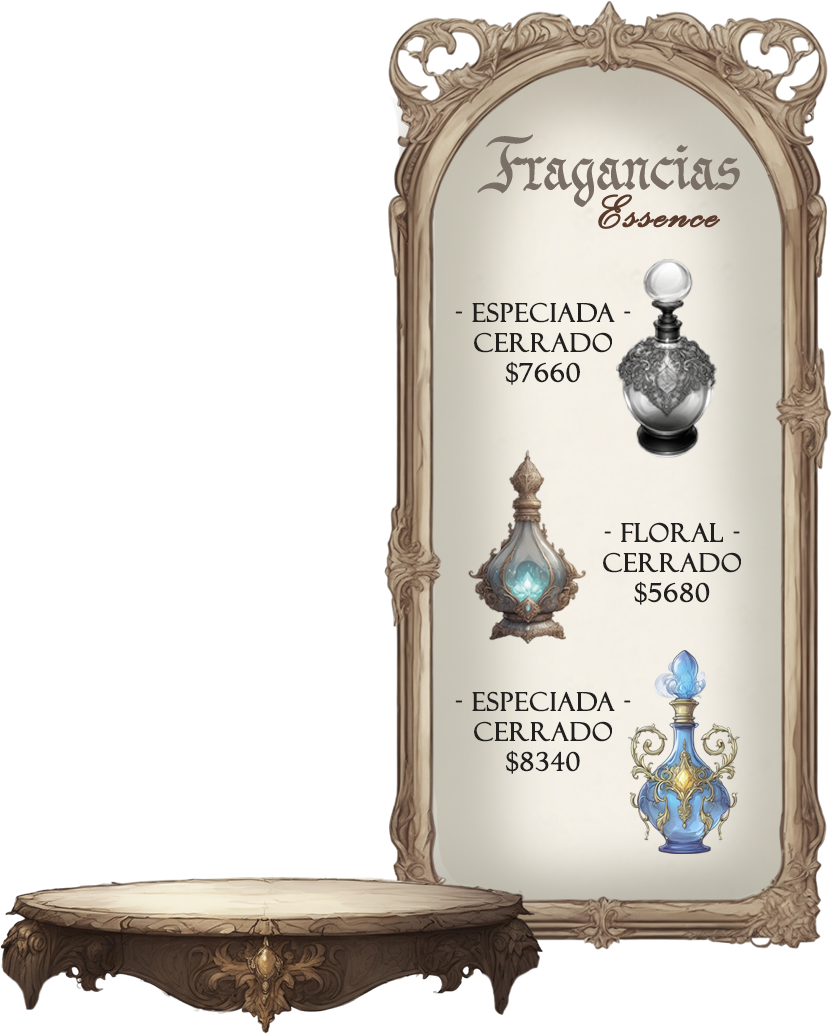 Fragancias
Essence
- ESPECIADA -
CERRADO
$7660
- FLORAL -
CERRADO
$5680
- ESPECIADA -
CERRADO
$8340